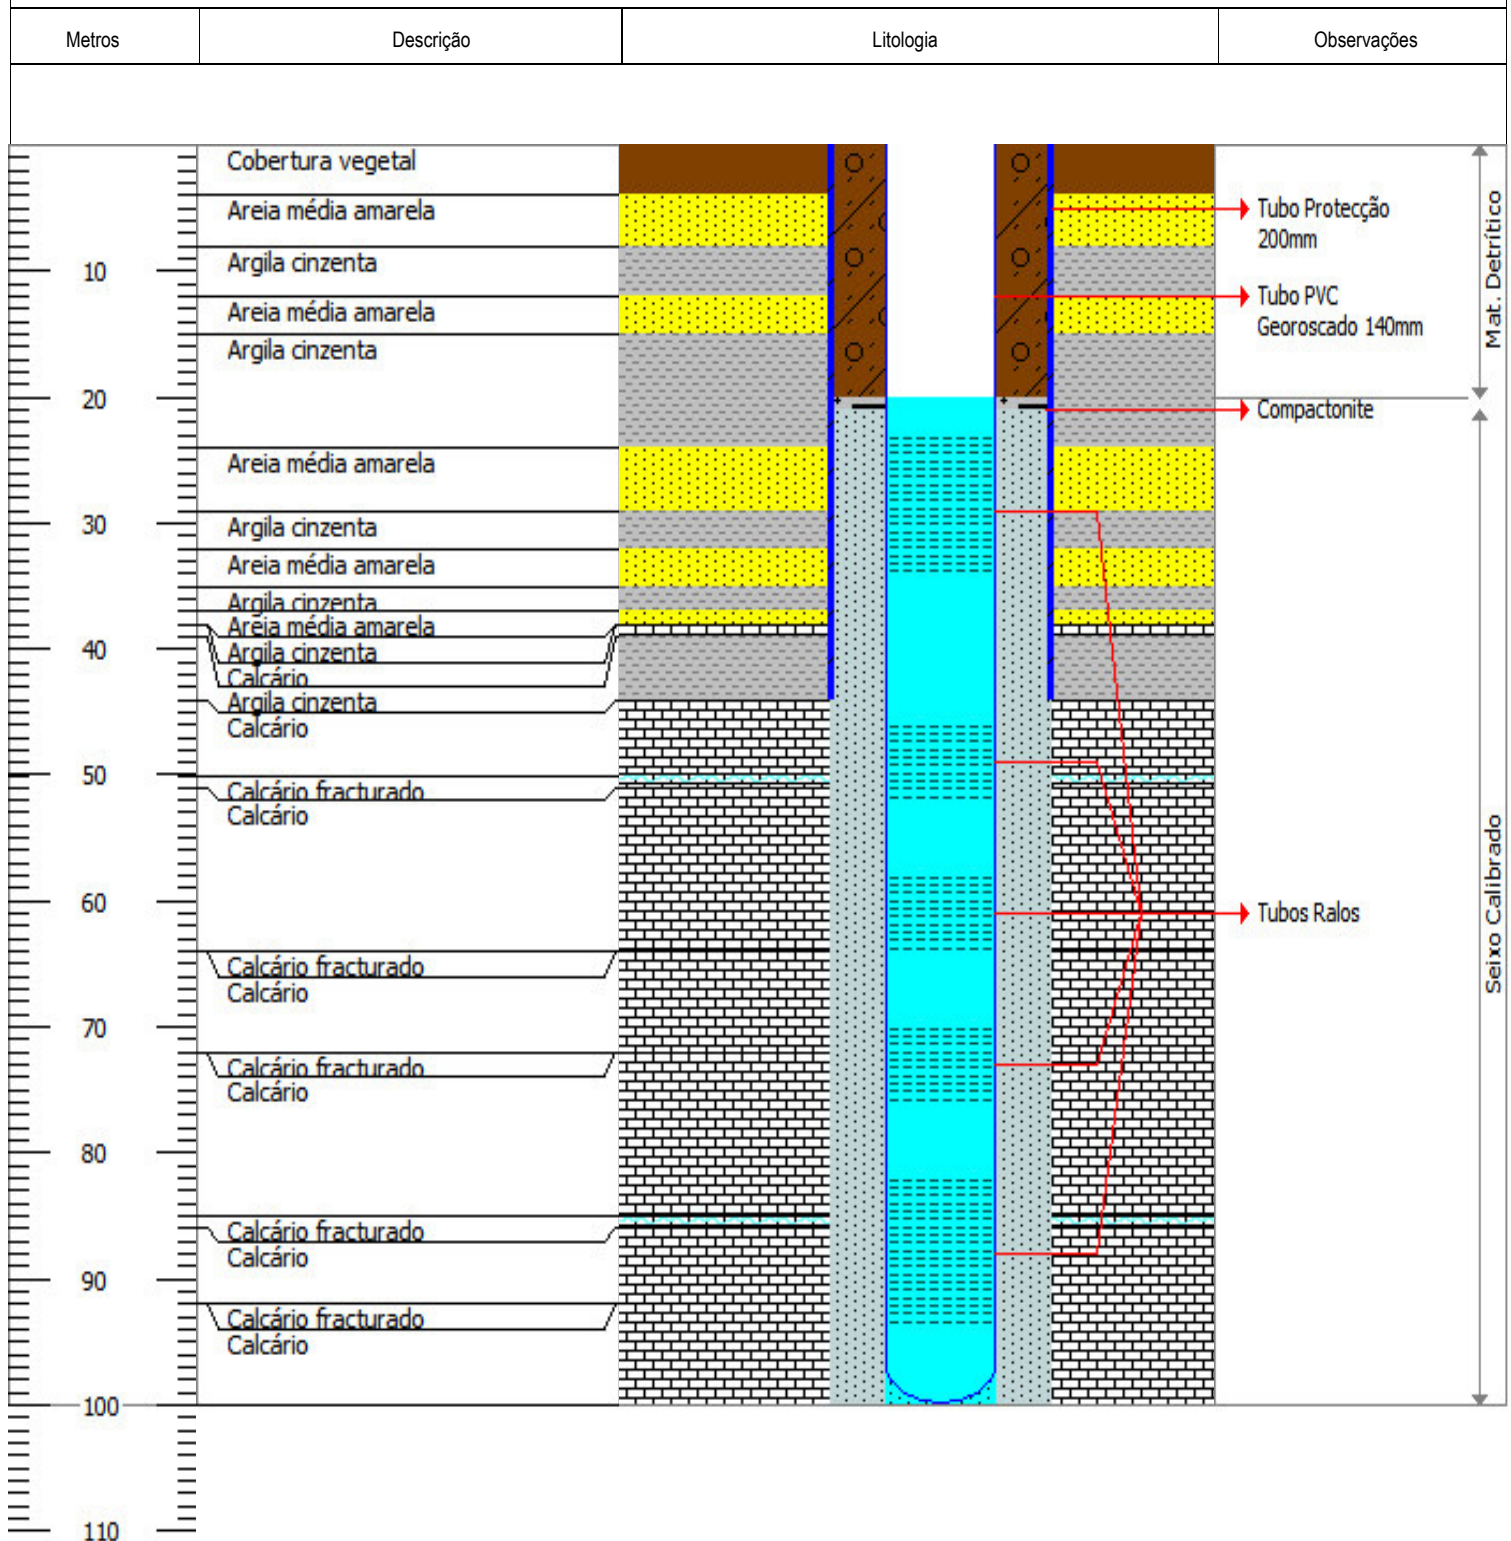 Metros
Descrição
Litologia
Observações
Cobertura vegetal
Areia média amarela
Argila cinzenta
Areia média amarela
Argila cinzenta
Areia média amarela
Argila cinzenta
Areia média amarela
Argila cinzenta
Areia média amarela
Argila cinzenta
Calcário
Argila cinzenta
Calcário
Calcário fracturado
Calcário
Calcário fracturado
Calcário
Calcário fracturado
Calcário
Calcário fracturado
Calcário
Calcário fracturado
Calcário
10
20
30
40
50
60
70
80
90
100
110
Tubo Protecção
200mm
Tubo PVC
Georoscado 140mm
Compactonite
Tubos Ralos
Mat. Detrítico
Seixo Calibrado